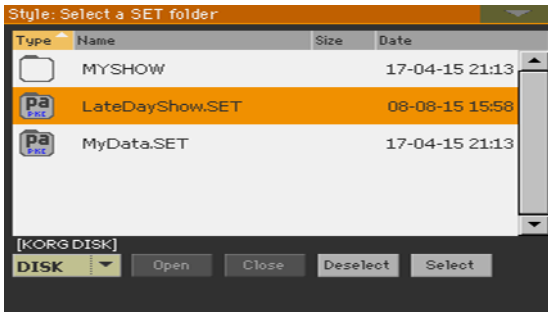 Style: Select a SET folder
Type Name Size Date
MYSHOW 17-04-15 21:13
Pa PKG LateDayShow.SET 08-08-15 15:58
Pa PKG MyData.SET 17-04-15 21:13
[KORG DISK]
DISK Open Close Deselect Select